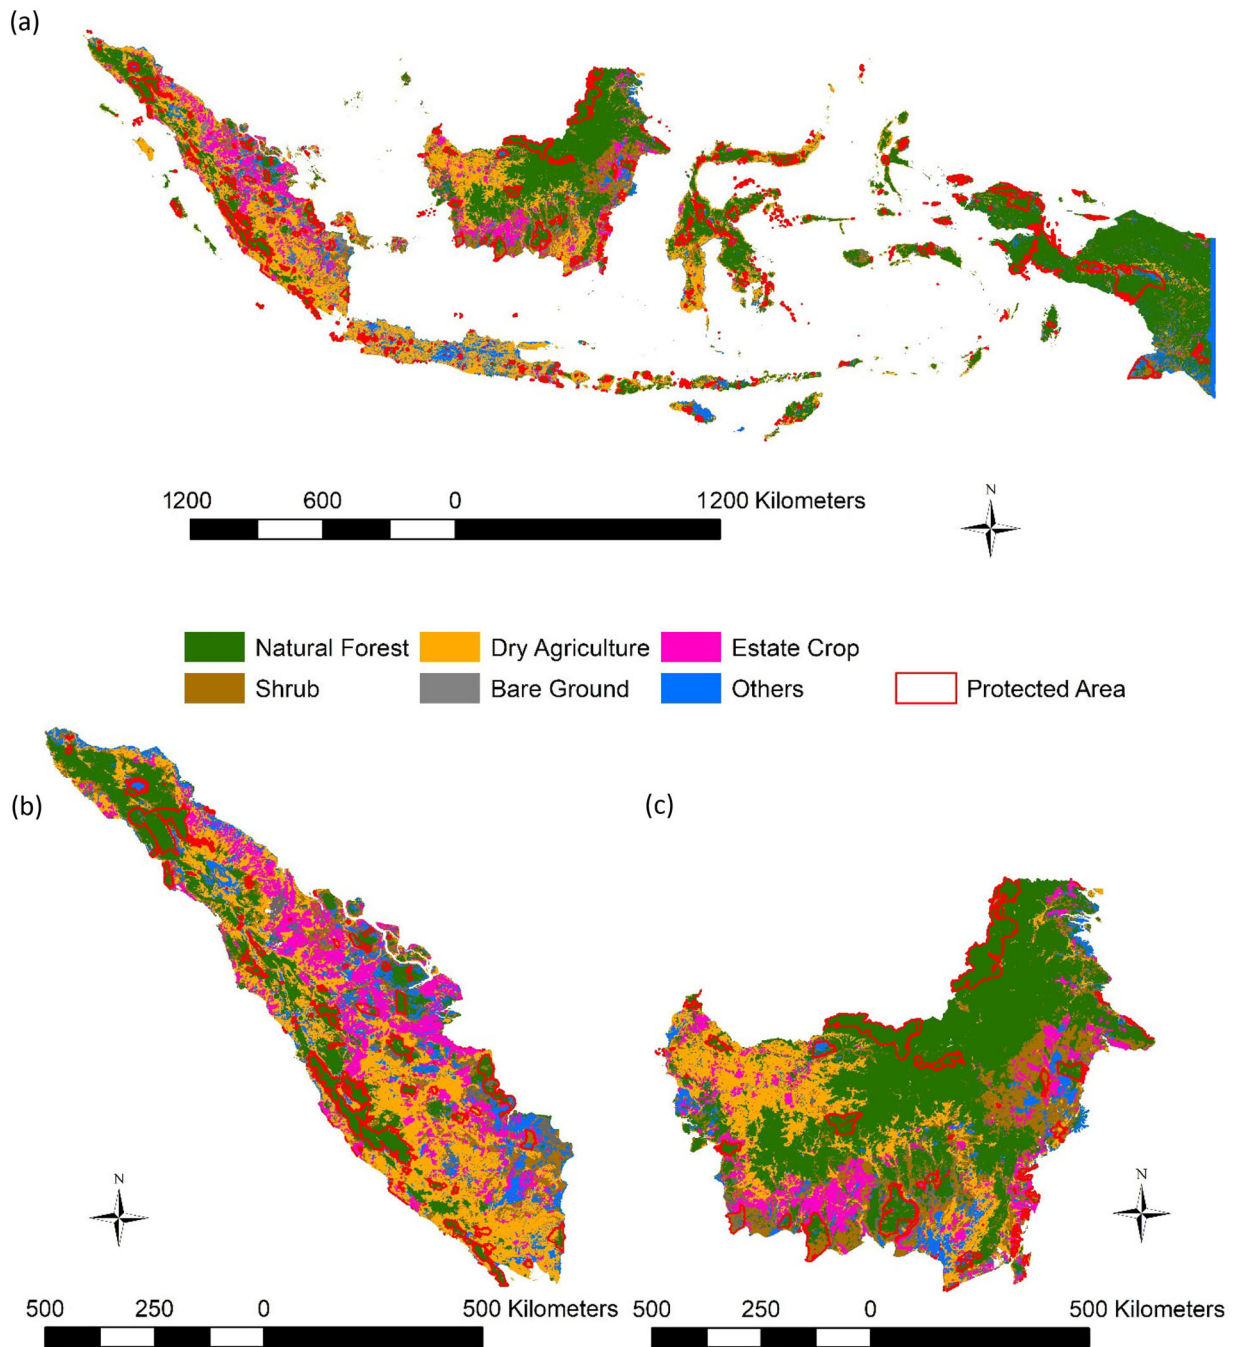 (a)
1200 600 0 1200 Kilometers
N
Natural Forest Dry Agriculture Estate Crop
Shrub Bare Ground Others Protected Area
(b) (c)
N N
500 250 0 500 Kilometers 500 250 0 500 Kilometers